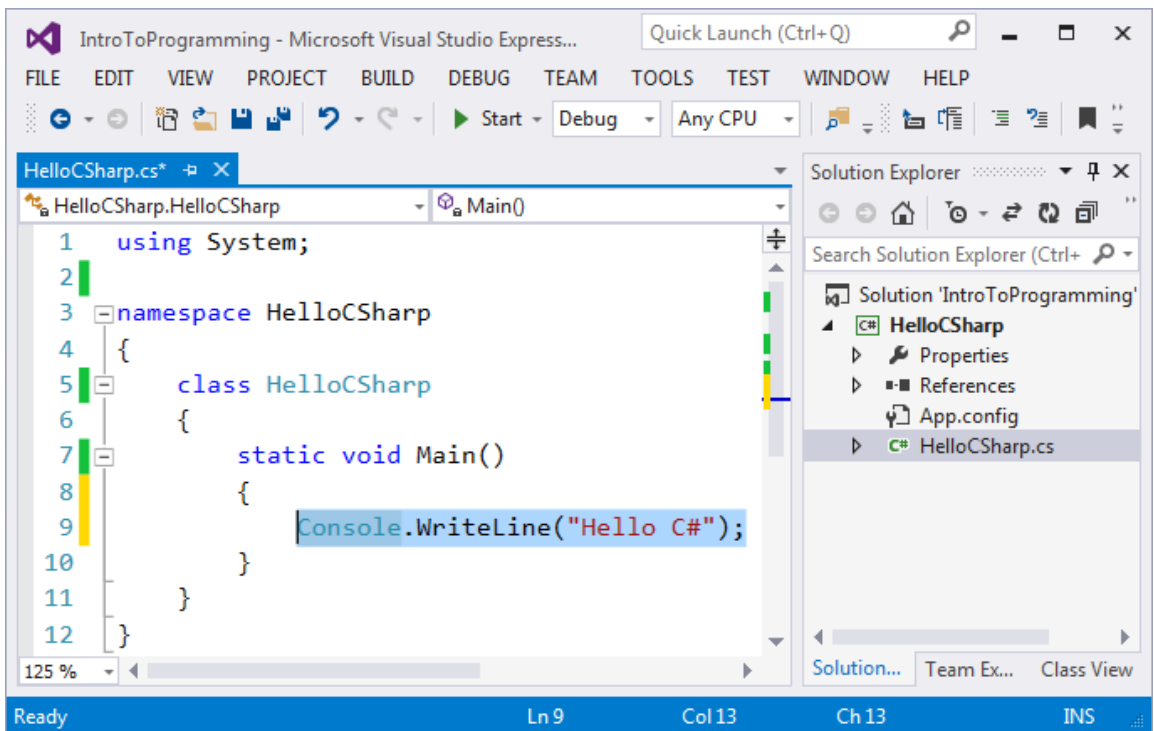 IntroToProgramming - Microsoft Visual Studio Express... Quick Launch (Ctrl+Q)
FILE EDIT VIEW PROJECT BUILD DEBUG TEAM TOOLS TEST WINDOW HELP
Start Debug Any CPU
HelloCSharp.cs*
HelloCSharp.HelloCSharp Main()
1 using System;
2
3 namespace HelloCSharp
4 {
5 class HelloCSharp
6 {
7 static void Main()
8 {
9 Console.WriteLine("Hello C#");
10 }
11 }
12 }
125 %
Solution Explorer
Search Solution Explorer (Ctrl+
Solution 'IntroToProgramming'
C# HelloCSharp
Properties
References
App.config
C# HelloCSharp.cs
Solution... Team Ex... Class View
Ready Ln 9 Col 13 Ch 13 INS